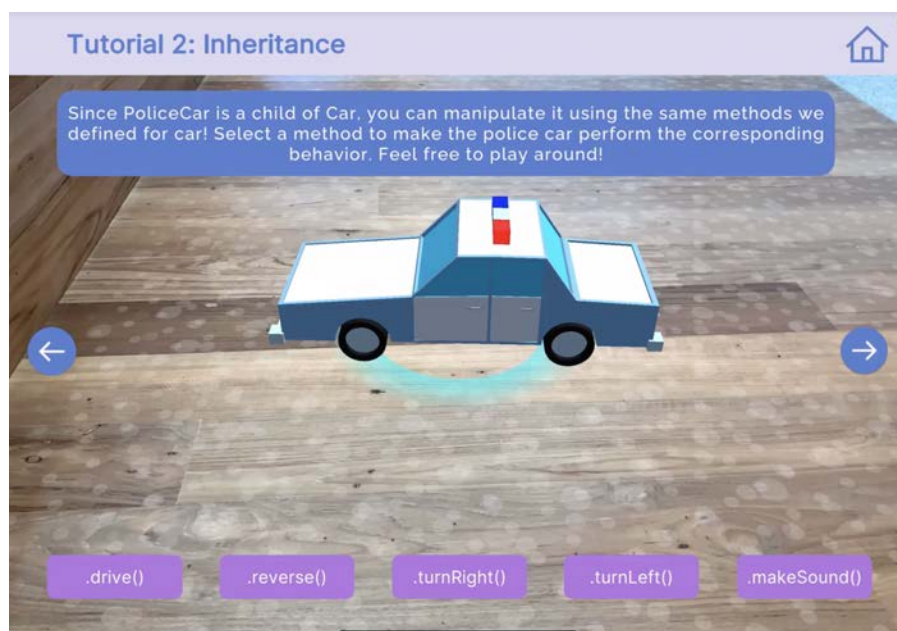 Tutorial 2: Inheritance
Since PoliceCar is a child of Car, you can manipulate it using the same methods we
defined for car! Select a method to make the police car perform the corresponding
behavior. Feel free to play around!
.drive()
.reverse()
.turnRight()
.turnLeft()
.makeSound()